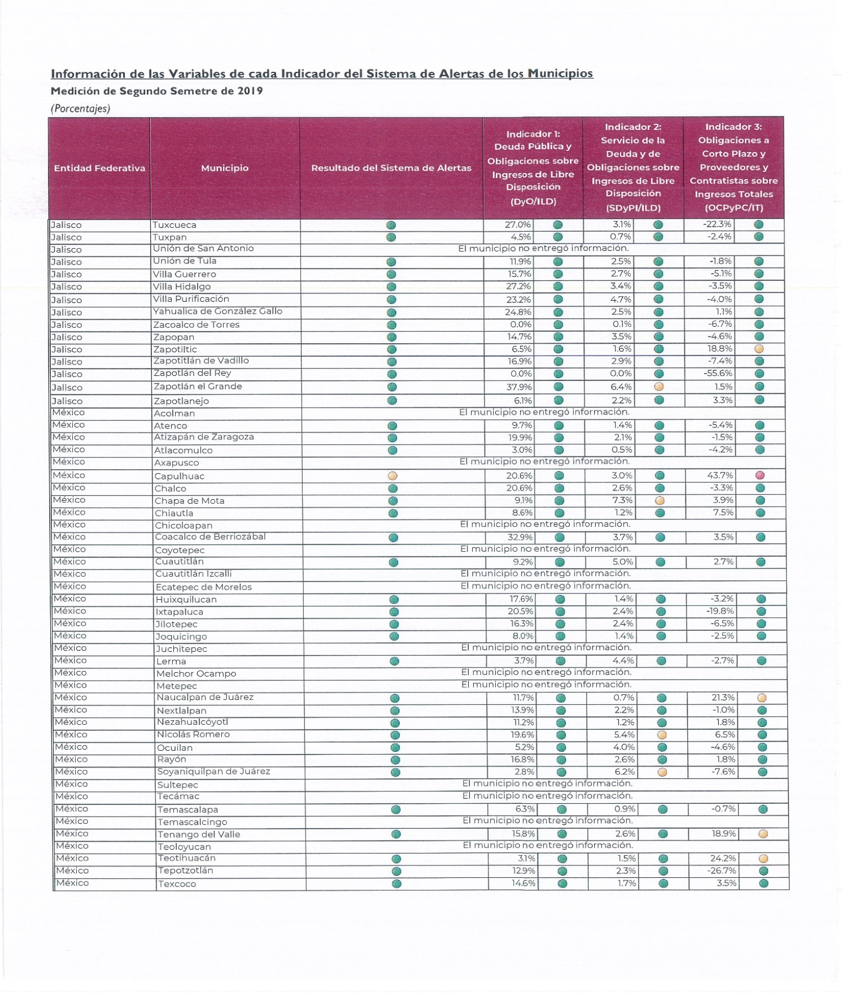 Información de las Variables de cada Indicador del Sistema de Alertas de los Municipios
Medición de Segundo Semetre de 2019
(Porcentajes)
Entidad Federativa Municipio Resultado del Sistema de Alertas Indicador 1: Deuda Pública y Obligaciones sobre Ingresos de Libre Disposición (DyO/ILD) Indicador 2: Servicio de la Deuda y de Obligaciones sobre Ingresos de Libre Disposición (SDyPI/ILD) Indicador 3: Obligaciones a Corto Plazo y Proveedores y Contratistas sobre Ingresos Totales (OCPyPC/IT)
Jalisco Tuxcueca 27.0% 3.1% -22.3%
Jalisco Tuxpan 4.5% 0.7% -2.4%
Jalisco Unión de San Antonio El municipio no entregó información.
Jalisco Unión de Tula 11.9% 2.5% -1.8%
Jalisco Villa Guerrero 15.7% 2.7% -5.1%
Jalisco Villa Hidalgo 27.2% 3.4% -3.5%
Jalisco Villa Purificación 23.2% 4.7% -4.0%
Jalisco Yahualica de González Gallo 24.8% 2.5% 1.1%
Jalisco Zacoalco de Torres 0.0% 0.1% -6.7%
Jalisco Zapopan 14.7% 3.5% -4.6%
Jalisco Zapotiltic 6.5% 1.6% 18.8%
Jalisco Zapotitlán de Vadillo 16.9% 2.9% -7.4%
Jalisco Zapotlán del Rey 0.0% 0.0% -55.6%
Jalisco Zapotlán el Grande 37.9% 6.4% 1.5%
Jalisco Zapotlanejo 6.1% 2.2% 3.3%
México Acolman El municipio no entregó información.
México Atenco 9.7% 1.4% -5.4%
México Atizapán de Zaragoza 19.9% 2.1% -1.5%
México Atlacomulco 3.0% 0.5% -4.2%
México Axapusco El municipio no entregó información.
México Capulhuac 20.6% 3.0% 43.7%
México Chalco 20.6% 2.6% -3.3%
México Chapa de Mota 9.1% 7.3% 3.9%
México Chiautla 8.6% 1.2% 7.5%
México Chicoloapan El municipio no entregó información.
México Coacalco de Berriozábal 32.9% 3.7% 3.5%
México Coyotepec El municipio no entregó información.
México Cuautitlán 9.2% 5.0% 2.7%
México Cuautitlán Izcalli El municipio no entregó información.
México Ecatepec de Morelos El municipio no entregó información.
México Huixquilucan 17.6% 1.4% -3.2%
México Ixtapaluca 20.5% 2.4% -19.8%
México Jilotepec 16.3% 2.4% -6.5%
México Joquicingo 8.0% 1.4% -2.5%
México Juchitepec El municipio no entregó información.
México Lerma 3.7% 4.4% -2.7%
México Melchor Ocampo El municipio no entregó información.
México Metepec El municipio no entregó información.
México Naucalpan de Juárez 11.7% 0.7% 21.3%
México Nextlalpan 13.9% 2.2% -1.0%
México Nezahualcóyotl 11.2% 1.2% 1.8%
México Nicolás Romero 19.6% 5.4% 6.5%
México Ocuilan 5.2% 4.0% -4.6%
México Rayón 16.8% 2.6% 1.8%
México Soyaniquilpan de Juárez 2.8% 6.2% -7.6%
México Sultepec El municipio no entregó información.
México Tecámac El municipio no entregó información.
México Temascalapa 6.3% 0.9% -0.7%
México Temascalcingo El municipio no entregó información.
México Tenango del Valle 15.8% 2.6% 18.9%
México Teoloyucan El municipio no entregó información.
México Teotihuacán 3.1% 1.5% 24.2%
México Tepotzotlán 12.9% 2.3% -26.7%
México Texcoco 14.6% 1.7% 3.5%